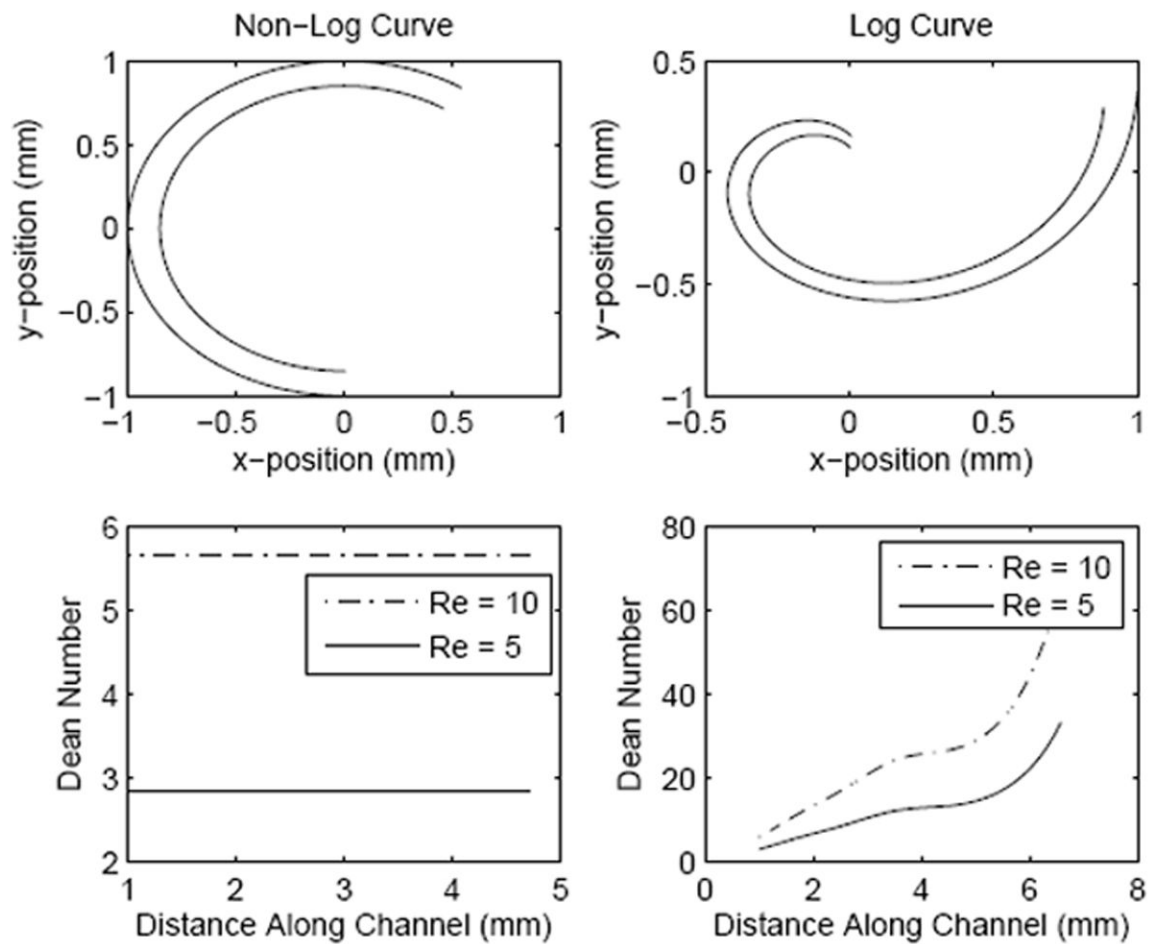 Non-Log Curve
1
0.5
0
-0.5
-1
-1 -0.5 0 0.5 1
y-position (mm)
x-position (mm)
Log Curve
0.5
0
-0.5
-1
-0.5 0 0.5 1
y-position (mm)
x-position (mm)
6
5
4
3
2
1 2 3 4 5
Dean Number
Distance Along Channel (mm)
Re = 10
Re = 5
80
60
40
20
0
0 2 4 6 8
Dean Number
Distance Along Channel (mm)
Re = 10
Re = 5